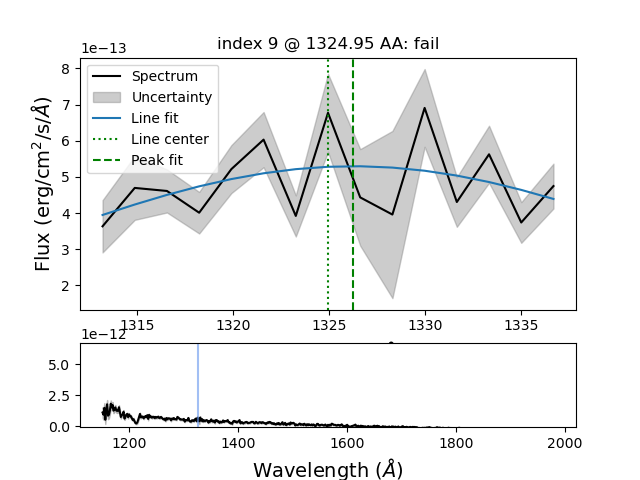 index 9 @ 1324.95 AA: fail
1e−13
8
7
6
5
4
3
2
Flux (erg/cm²/s/Å)
Spectrum
Uncertainty
Line fit
Line center
Peak fit
1315 1320 1325 1330 1335
1e−12
5.0
2.5
0.0
1200 1400 1600 1800 2000
Wavelength (Å)